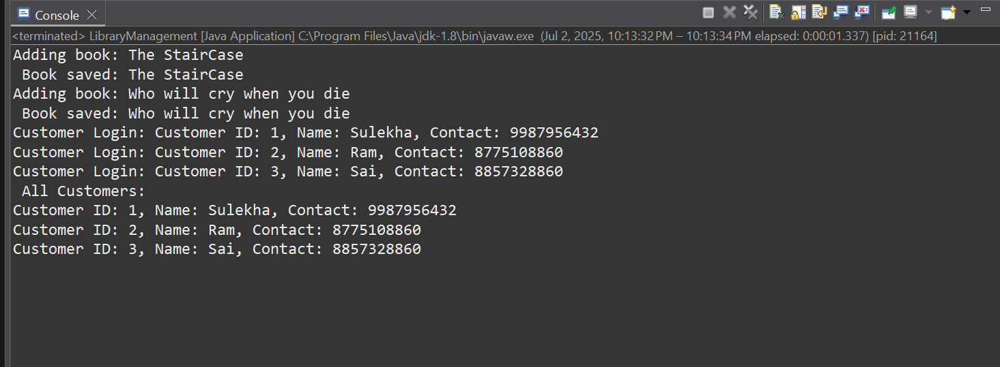 Console
<terminated> LibraryManagement [Java Application] C:\Program Files\Java\jdk-1.8\bin\javaw.exe (Jul 2, 2025, 10:13:32 PM – 10:13:34 PM elapsed: 0:00:01.337) [pid: 21164]
Adding book: The StairCase
 Book saved: The StairCase
Adding book: Who will cry when you die
 Book saved: Who will cry when you die
Customer Login: Customer ID: 1, Name: Sulekha, Contact: 9987956432
Customer Login: Customer ID: 2, Name: Ram, Contact: 8775108860
Customer Login: Customer ID: 3, Name: Sai, Contact: 8857328860
 All Customers:
Customer ID: 1, Name: Sulekha, Contact: 9987956432
Customer ID: 2, Name: Ram, Contact: 8775108860
Customer ID: 3, Name: Sai, Contact: 8857328860